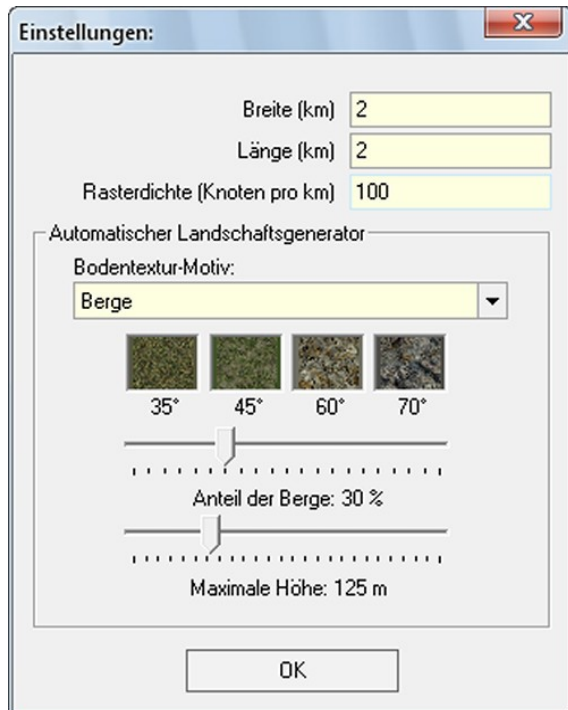 Einstellungen:
Breite (km) 2
Länge (km) 2
Rasterdichte (Knoten pro km) 100
Automatischer Landschaftsgenerator
Bodentextur-Motiv:
Berge
35° 45° 60° 70°
Anteil der Berge: 30 %
Maximale Höhe: 125 m
OK